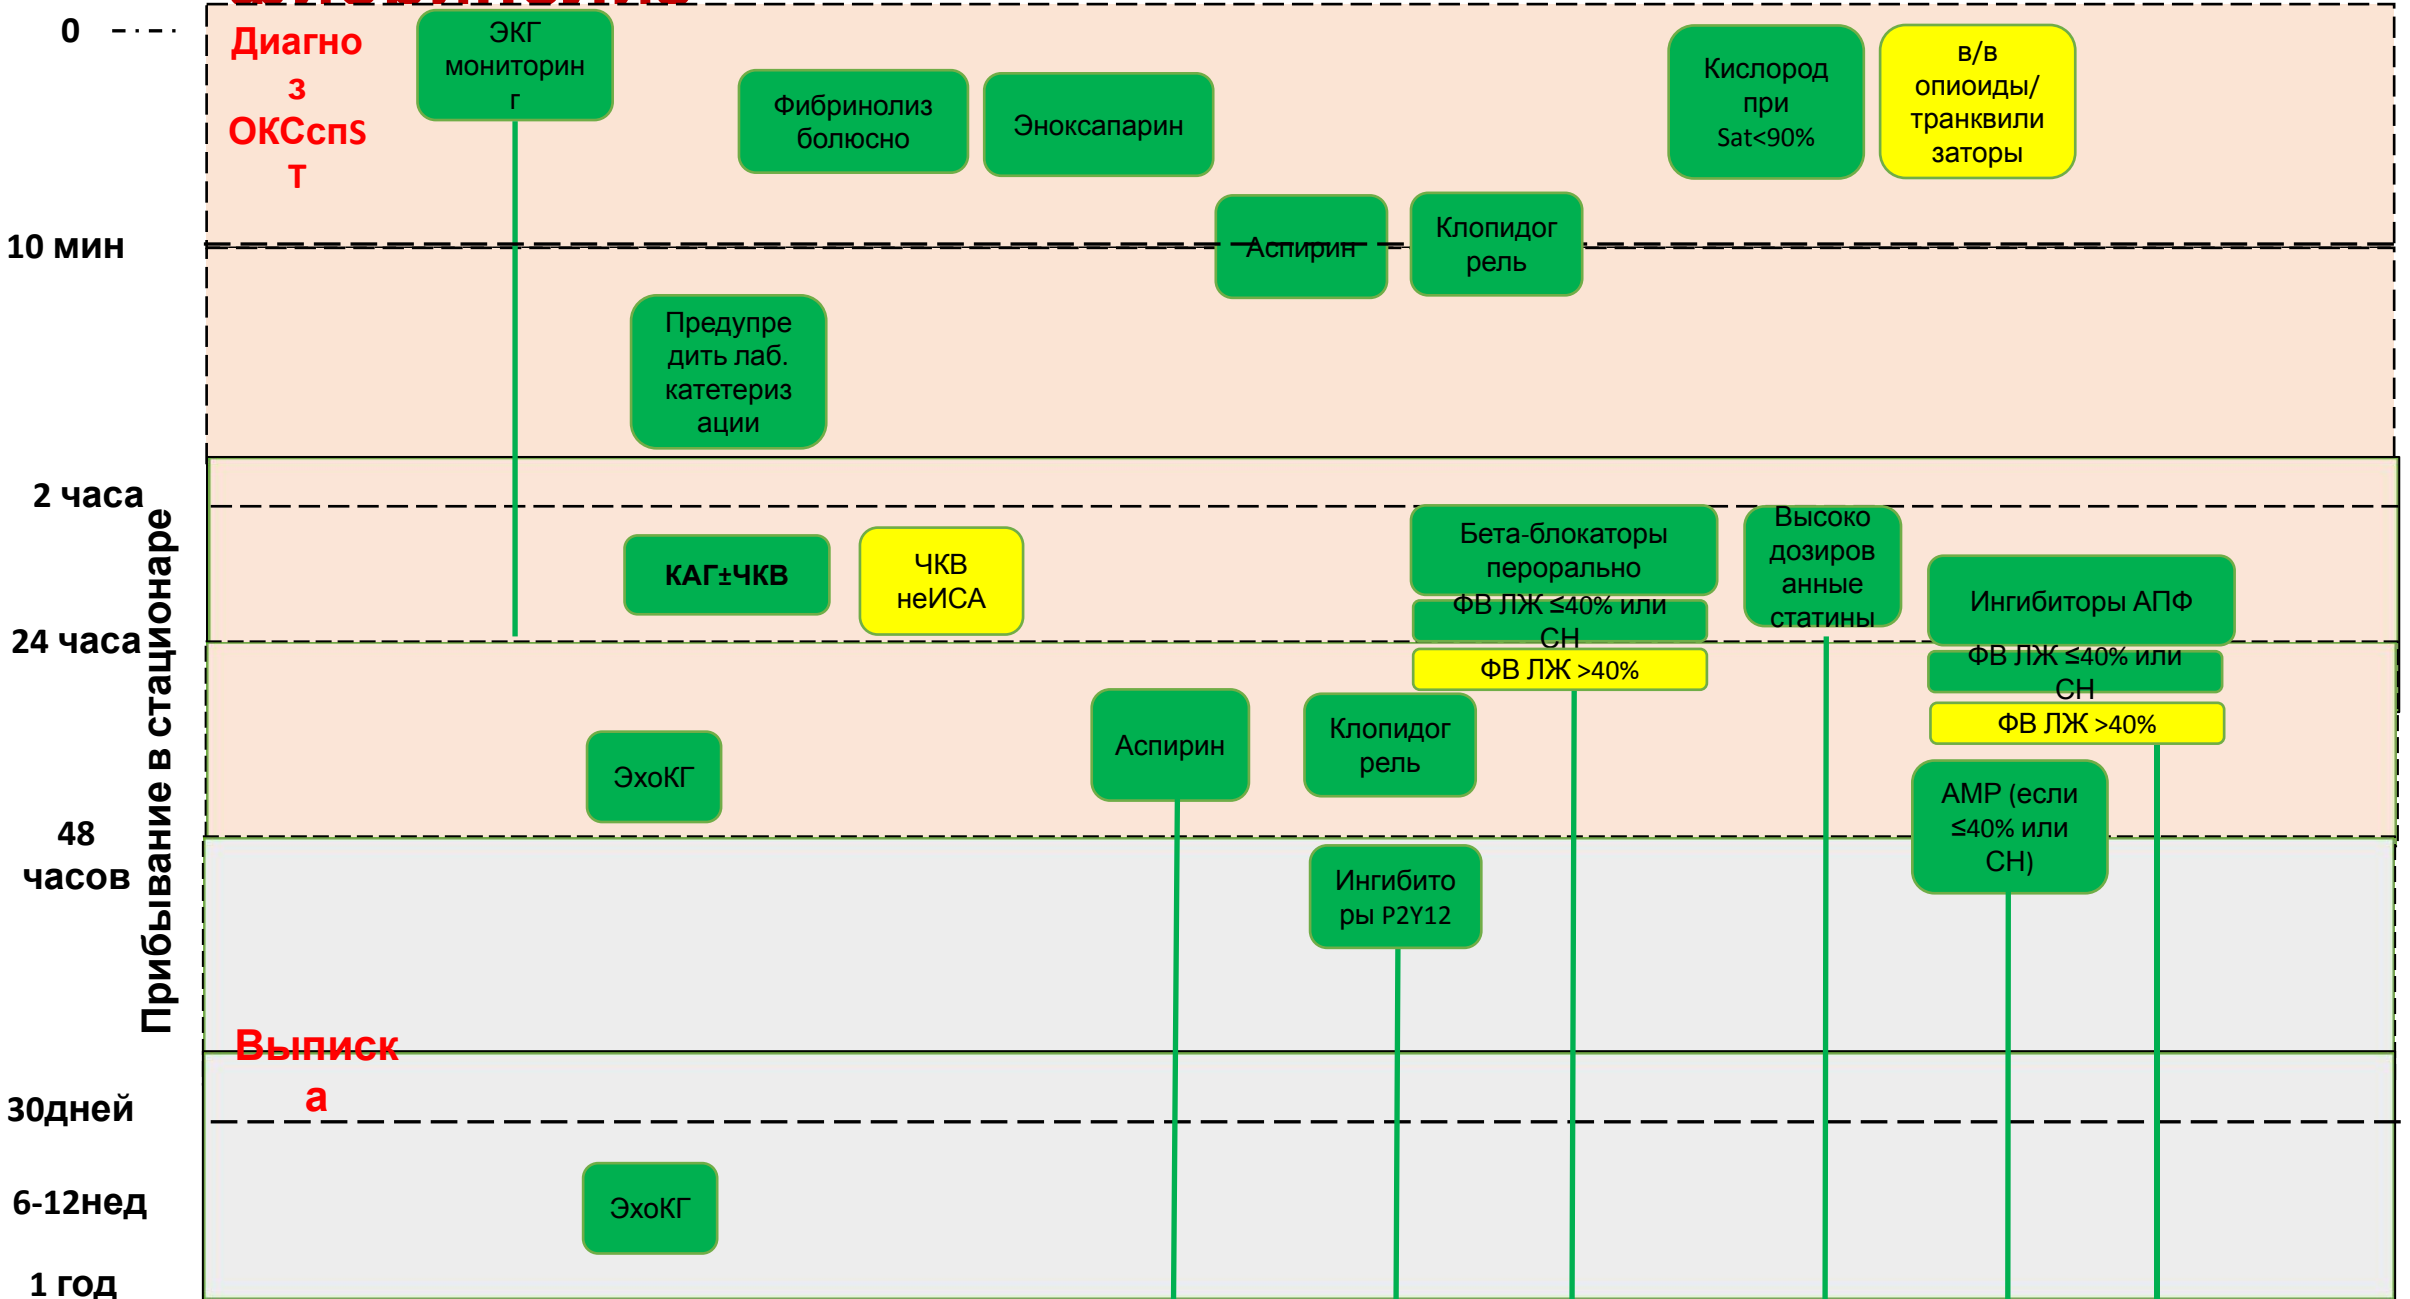 0
Диагно
з
ОКСспS
Т
ЭКГ
мониторин
г
Фибринолиз
болюсно
Эноксапарин
Кислород
при
Sat<90%
в/в
опиоиды/
транквили
заторы
10 мин
Аспирин
Клопидог
рель
Предупре
дить лаб.
катетериз
ации
2 часа
Прибывание в стационаре
КАГ±ЧКВ
ЧКВ
неИСА
Бета-блокаторы
перорально
ФВ ЛЖ ≤40% или
СН
ФВ ЛЖ >40%
Высоко
дозиров
анные
статины
Ингибиторы АПФ
ФВ ЛЖ ≤40% или
СН
ФВ ЛЖ >40%
24 часа
ЭхоКГ
Аспирин
Клопидог
рель
АМР (если
≤40% или
СН)
48
часов
Ингибито
ры P2Y12
Выписк
а
30дней
6-12нед
ЭхоКГ
1 год